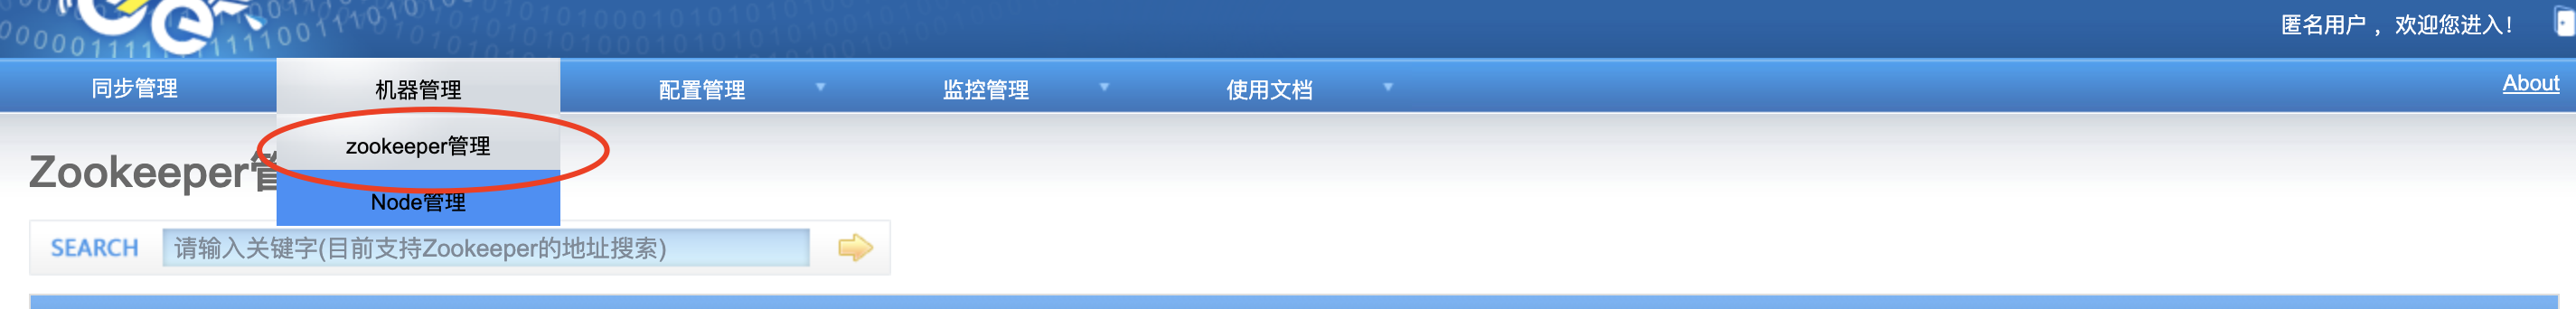 匿名用户 ，欢迎您进入！
同步管理 机器管理 配置管理 监控管理 使用文档 About
zookeeper管理
Zookeeper管
Node管理
SEARCH 请输入关键字(目前支持Zookeeper的地址搜索)